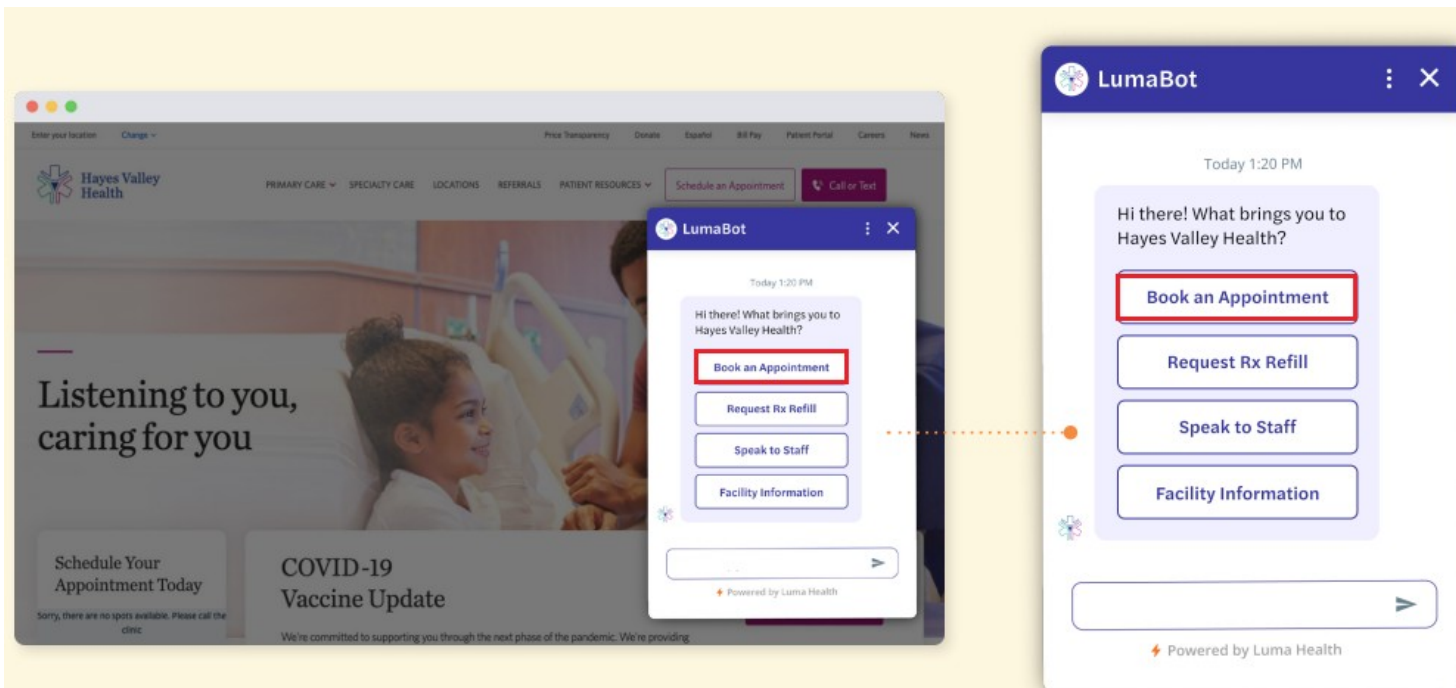 Enter your location Change
Price Transparency Donate Español Bill Pay Patient Portal Careers News
Hayes Valley
Health
PRIMARY CARE SPECIALTY CARE LOCATIONS REFERRALS PATIENT RESOURCES Schedule an Appointment Call or Text
Listening to you,
caring for you
Schedule Your
Appointment Today
Sorry, there are no spots available. Please call the
clinic
COVID-19
Vaccine Update
We're committed to supporting you through the next phase of the pandemic. We're providing
LumaBot
Today 1:20 PM
Hi there! What brings you to
Hayes Valley Health?
Book an Appointment
Request Rx Refill
Speak to Staff
Facility Information
Powered by Luma Health
LumaBot
Today 1:20 PM
Hi there! What brings you to
Hayes Valley Health?
Book an Appointment
Request Rx Refill
Speak to Staff
Facility Information
Powered by Luma Health